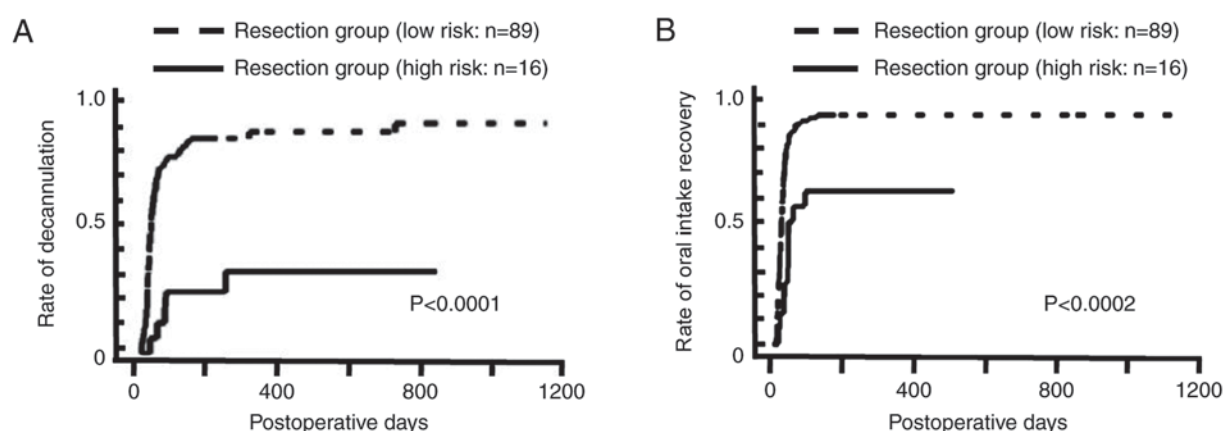 A
Resection group (low risk: n=89)
Resection group (high risk: n=16)
1.0
0.5
0
Rate of decannulation
P<0.0001
0 400 800 1200
Postoperative days
B
Resection group (low risk: n=89)
Resection group (high risk: n=16)
1.0
0.5
0
Rate of oral intake recovery
P<0.0002
0 400 800 1200
Postoperative days